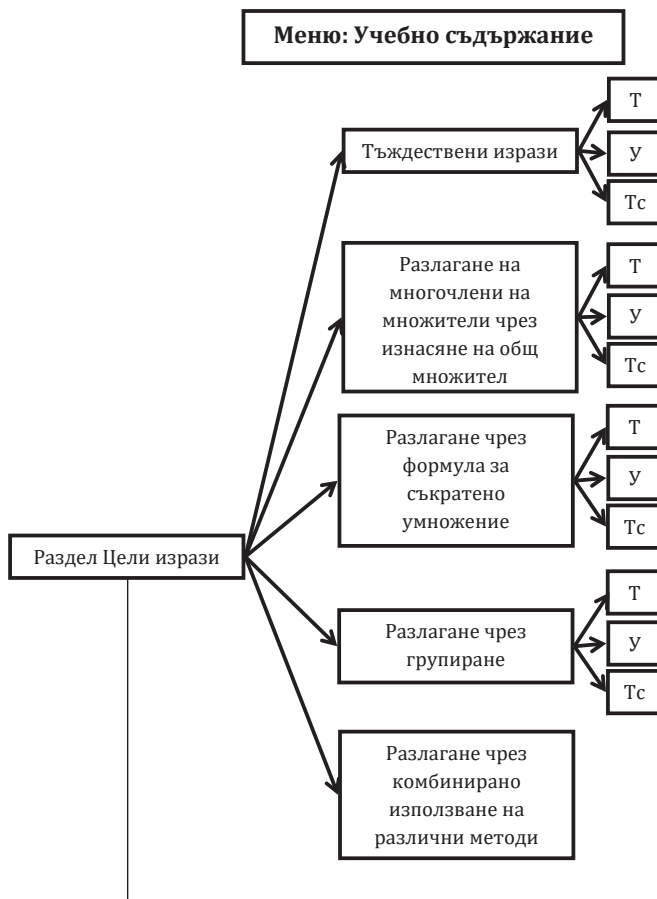 Меню: Учебно съдържание
Тъждествени изрази
Т
У
Тс
Разлагане на
многочлени на
множители чрез
изнасяне на общ
множител
Т
У
Тс
Разлагане чрез
формула за
съкратено
умножение
Т
У
Тс
Раздел Цели изрази
Разлагане чрез
групиране
Т
У
Тс
Разлагане чрез
комбинирано
използване на
различни методи